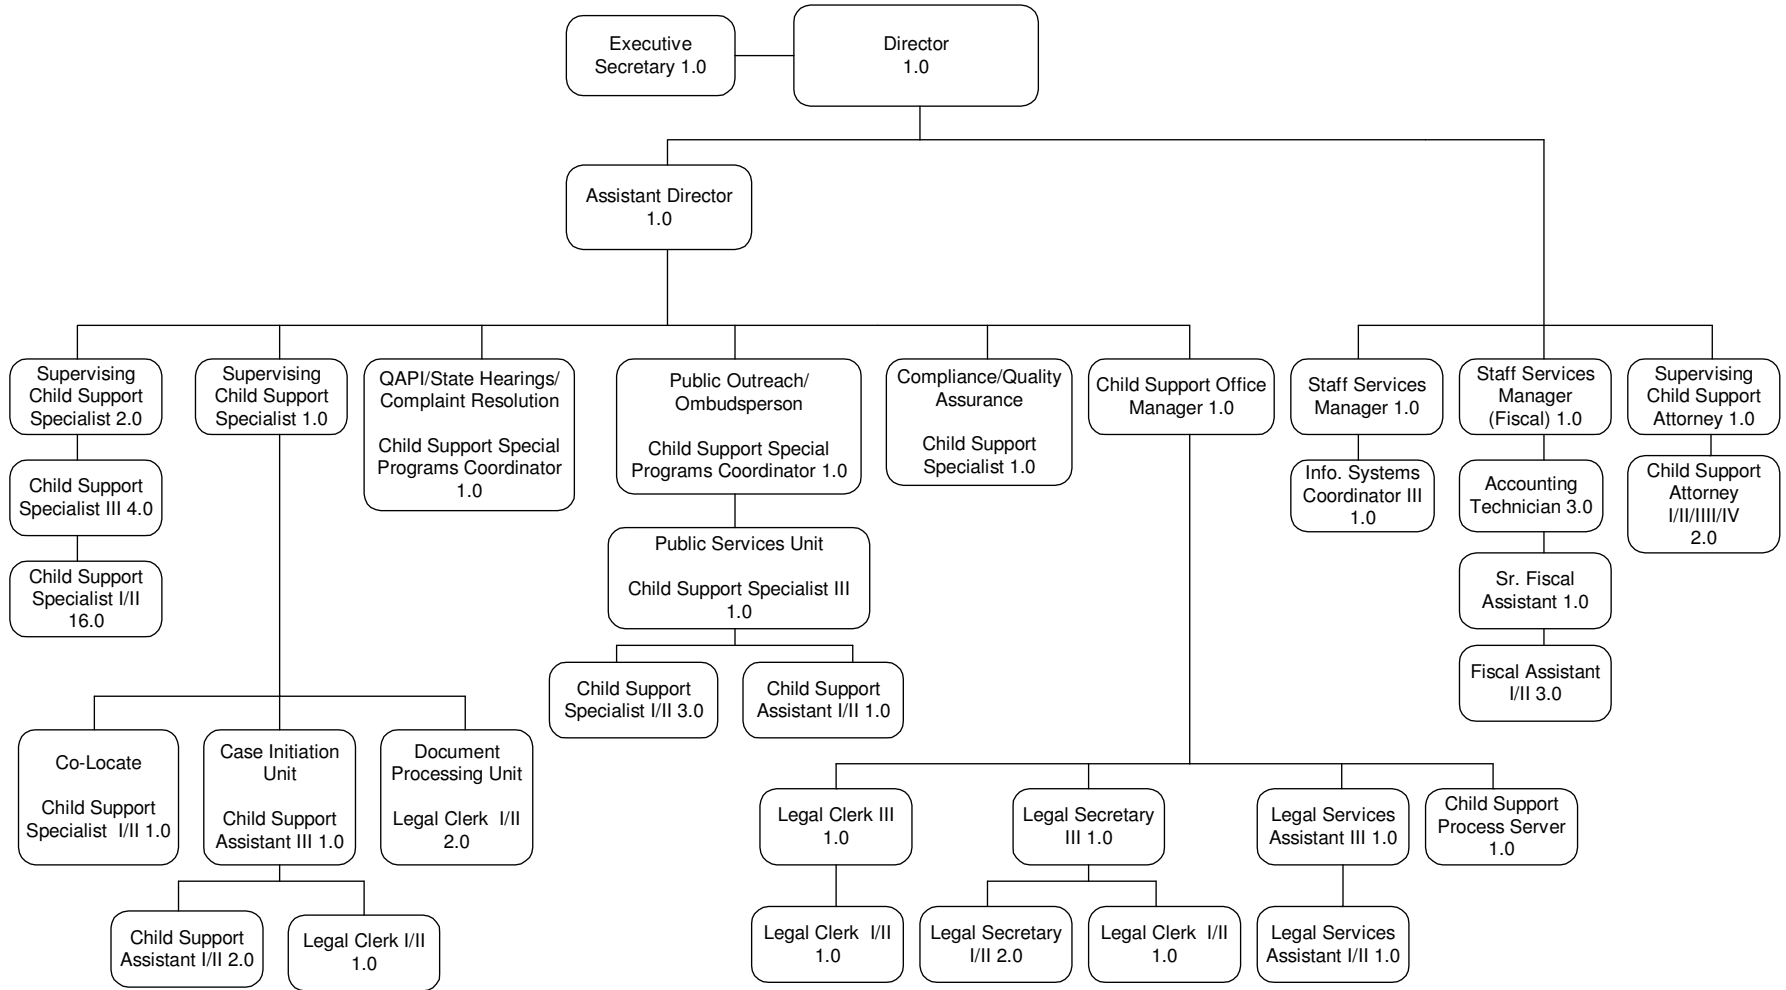 Executive
Secretary 1.0
Director
1.0
Assistant Director
1.0
Supervising
Child Support
Specialist 2.0
Supervising
Child Support
Specialist 1.0
QAPI/State Hearings/
Complaint Resolution
Child Support Special
Programs Coordinator
1.0
Public Outreach/
Ombudsperson
Child Support Special
Programs Coordinator 1.0
Compliance/Quality
Assurance
Child Support
Specialist 1.0
Child Support Office
Manager 1.0
Staff Services
Manager 1.0
Staff Services
Manager
(Fiscal) 1.0
Supervising
Child Support
Attorney 1.0
Child Support
Specialist III 4.0
Info. Systems
Coordinator III
1.0
Accounting
Technician 3.0
Child Support
Attorney
I/II/IIII/IV
2.0
Child Support
Specialist I/II
16.0
Public Services Unit
Child Support Specialist III
1.0
Sr. Fiscal
Assistant 1.0
Child Support
Specialist I/II 3.0
Child Support
Assistant I/II 1.0
Fiscal Assistant
I/II 3.0
Co-Locate
Child Support
Specialist I/II 1.0
Case Initiation
Unit
Child Support
Assistant III 1.0
Document
Processing Unit
Legal Clerk I/II
2.0
Legal Clerk III
1.0
Legal Secretary
III 1.0
Legal Services
Assistant III 1.0
Child Support
Process Server
1.0
Child Support
Assistant I/II 2.0
Legal Clerk I/II
1.0
Legal Clerk I/II
1.0
Legal Secretary
I/II 2.0
Legal Clerk I/II
1.0
Legal Services
Assistant I/II 1.0